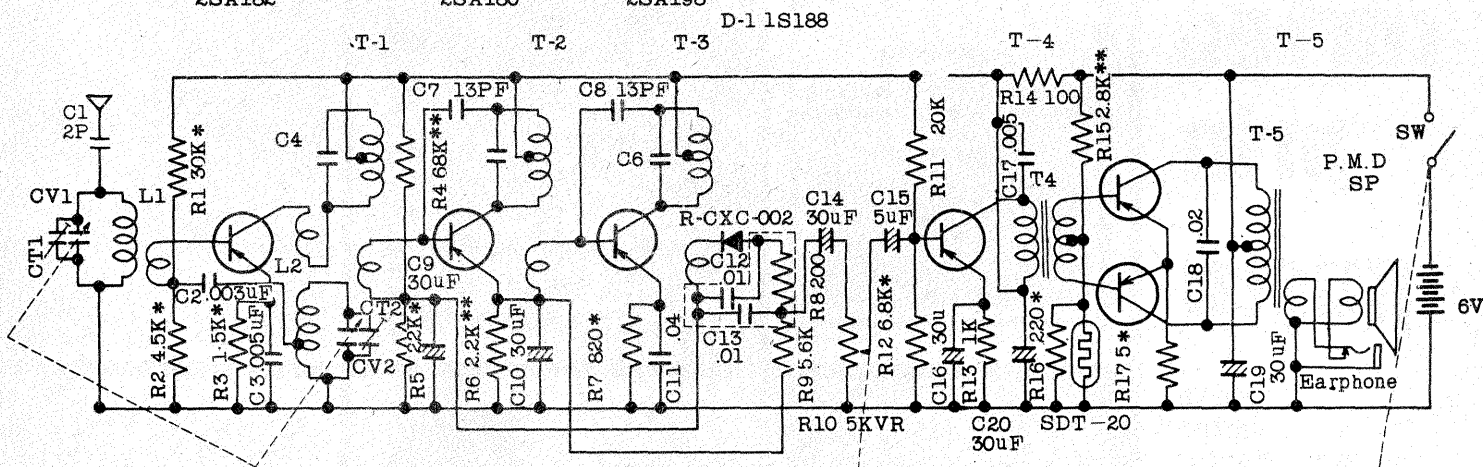 2SA182
2SA180
2SA193
D-1 1S188
T-1
T-2
T-3
T-4
T-5
C1
2P
CV1
CT1
L1
R1 30K*
C4
C7 13PF
R4 68K**
C8 13PF
C6
R11 20K
R14 100
C17 .005
T4
R15 2.8K**
T-5
SW
P.M.D
SP
6V
L2
C2 .003uF
R2 4.5K*
R3 1.5K*
C3 .005uF
CT2
CV2
C9
30uF
R5 22K*
R6 2.2K**
C10 30uF
R7 820*
C11 .04
R-CXC-002
C12
.01
C13
.01
R8 200
R9 5.6K
C14
30uF
C15
5uF
R10 5KVR
R12 6.8K*
C16 30u
R13 1K
C20
30uF
R16 220*
SDT-20
R17 5*
C18 .02
C19 30uF
Earphone